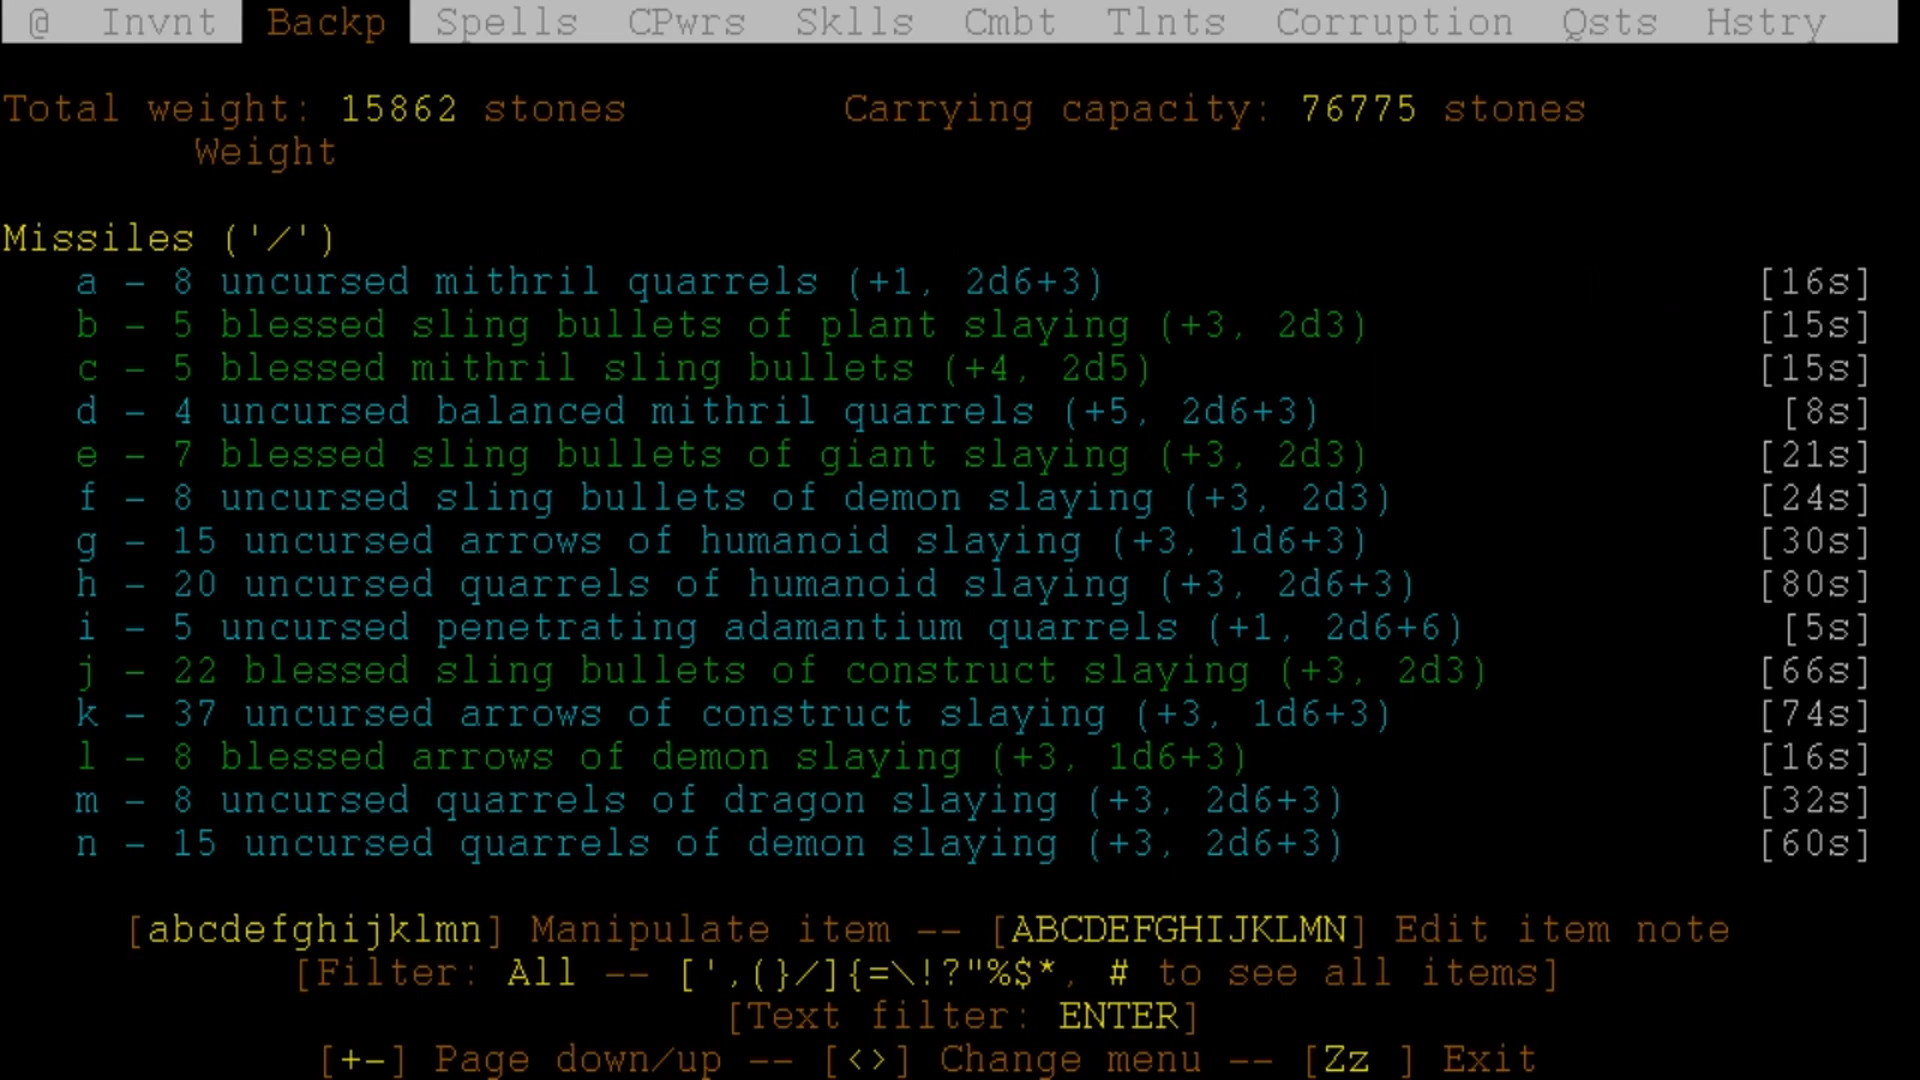 @ Invnt Backp Spells CPwrs Sklls Cmbt Tlnts Corruption Qsts Hstry
Total weight: 15862 stones Carrying capacity: 76775 stones
Weight
Missiles ('/')
a - 8 uncursed mithril quarrels (+1, 2d6+3) [16s]
b - 5 blessed sling bullets of plant slaying (+3, 2d3) [15s]
c - 5 blessed mithril sling bullets (+4, 2d5) [15s]
d - 4 uncursed balanced mithril quarrels (+5, 2d6+3) [8s]
e - 7 blessed sling bullets of giant slaying (+3, 2d3) [21s]
f - 8 uncursed sling bullets of demon slaying (+3, 2d3) [24s]
g - 15 uncursed arrows of humanoid slaying (+3, 1d6+3) [30s]
h - 20 uncursed quarrels of humanoid slaying (+3, 2d6+3) [80s]
i - 5 uncursed penetrating adamantium quarrels (+1, 2d6+6) [5s]
j - 22 blessed sling bullets of construct slaying (+3, 2d3) [66s]
k - 37 uncursed arrows of construct slaying (+3, 1d6+3) [74s]
l - 8 blessed arrows of demon slaying (+3, 1d6+3) [16s]
m - 8 uncursed quarrels of dragon slaying (+3, 2d6+3) [32s]
n - 15 uncursed quarrels of demon slaying (+3, 2d6+3) [60s]
[abcdefghijklmn] Manipulate item -- [ABCDEFGHIJKLMN] Edit item note
[Filter: All -- [',(}/]{=\!?"%$*, # to see all items]
[Text filter: ENTER]
[+-] Page down/up -- [<>] Change menu -- [Zz ] Exit